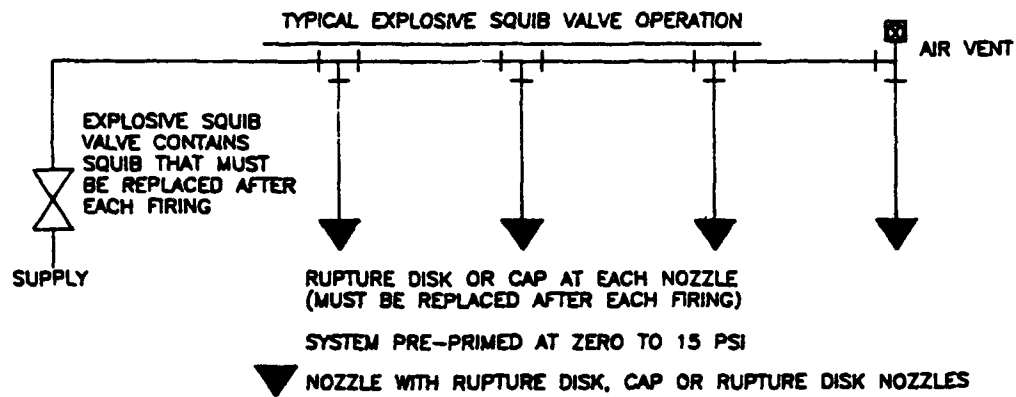 TYPICAL EXPLOSIVE SQUIB VALVE OPERATION
AIR VENT
EXPLOSIVE SQUIB
VALVE CONTAINS
SQUIB THAT MUST
BE REPLACED AFTER
EACH FIRING
SUPPLY
RUPTURE DISK OR CAP AT EACH NOZZLE
(MUST BE REPLACED AFTER EACH FIRING)
SYSTEM PRE-PRIMED AT ZERO TO 15 PSI
NOZZLE WITH RUPTURE DISK, CAP OR RUPTURE DISK NOZZLES